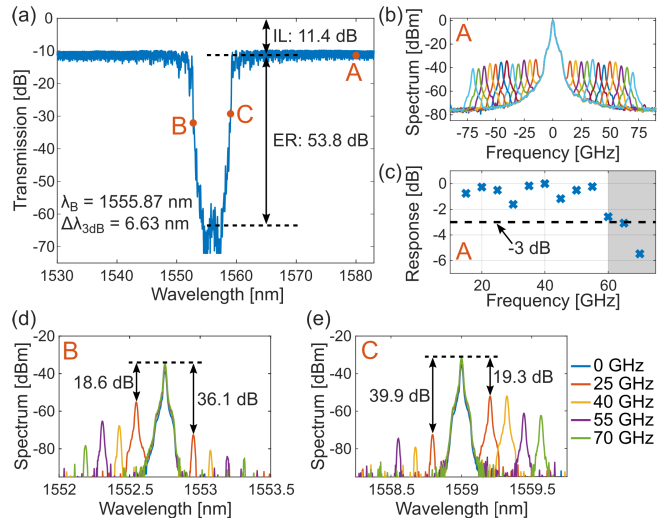 (a)
0
-10
-20
-30
-40
-50
-60
-70
Transmission [dB]
IL: 11.4 dB
A
B
C
ER: 53.8 dB
λB = 1555.87 nm
Δλ3dB = 6.63 nm
1530
1540
1550
1560
1570
1580
Wavelength [nm]
(b)
A
0
-20
-40
-60
-80
Spectrum [dBm]
-75
-50
-25
0
25
50
75
Frequency [GHz]
(c)
0
-2
-4
-6
Response [dB]
-3 dB
A
20
40
60
80
Frequency [GHz]
(d)
B
-20
-40
-60
-80
Spectrum [dBm]
18.6 dB
36.1 dB
1552
1552.5
1553
1553.5
Wavelength [nm]
(e)
C
-20
-40
-60
-80
Spectrum [dBm]
39.9 dB
19.3 dB
1558.5
1559
1559.5
Wavelength [nm]
0 GHz
25 GHz
40 GHz
55 GHz
70 GHz